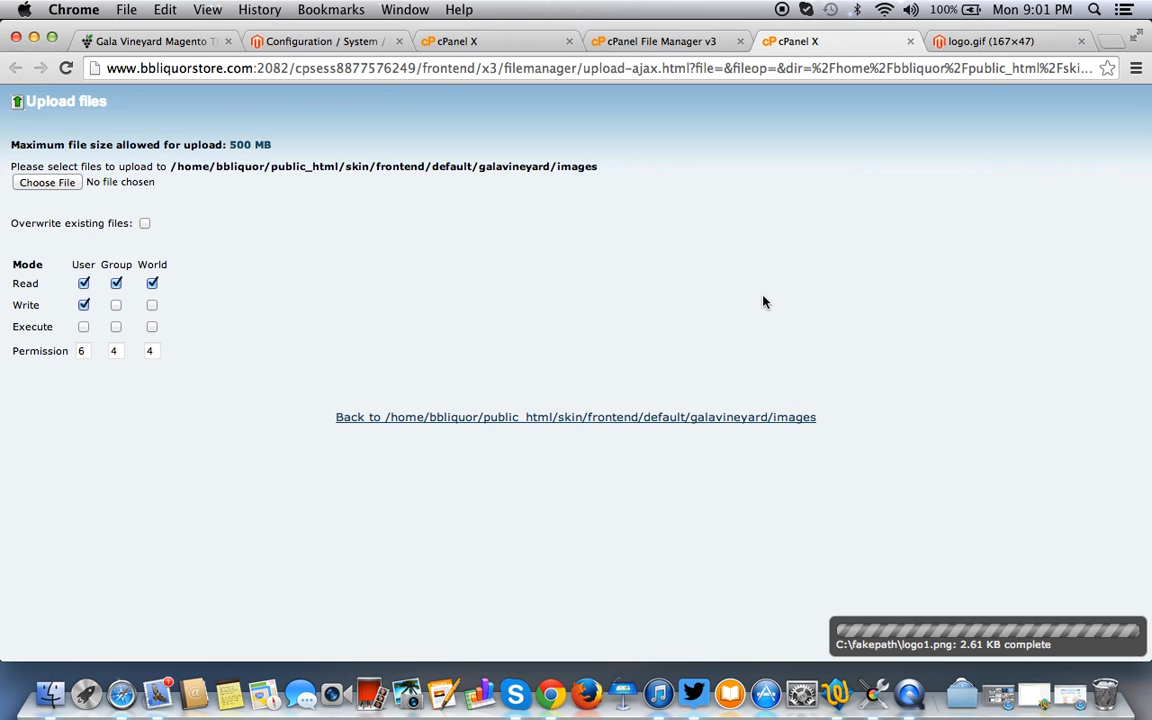 Chrome File Edit View History Bookmarks Window Help 100% Mon 9:01 PM
Gala Vineyard Magento T Configuration / System / cPanel X cPanel File Manager v3 cPanel X logo.gif (167×47)
www.bbliquorstore.com:2082/cpsess8877576249/frontend/x3/filemanager/upload-ajax.html?file=&fileop=&dir=%2Fhome%2Fbbliquor%2Fpublic_html%2Fski...
Upload files
Maximum file size allowed for upload: 500 MB
Please select files to upload to /home/bbliquor/public_html/skin/frontend/default/galavineyard/images
Choose File No file chosen
Overwrite existing files:
Mode User Group World
Read
Write
Execute
Permission 6 4 4
Back to /home/bbliquor/public_html/skin/frontend/default/galavineyard/images
C:\fakepath\logo1.png: 2.61 KB complete